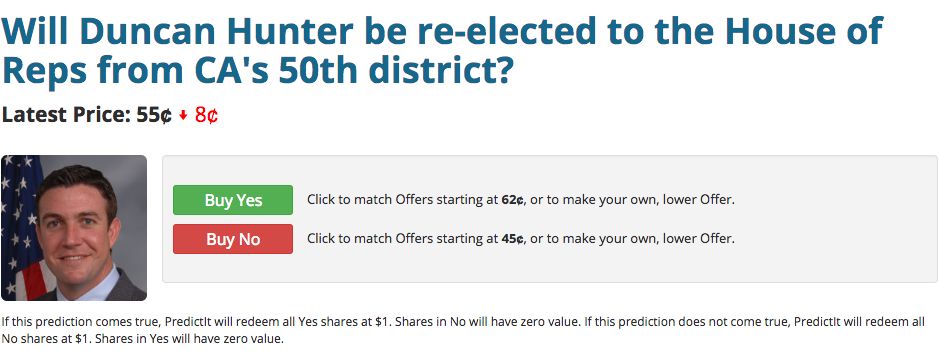 Will Duncan Hunter be re-elected to the House of
Reps from CA's 50th district?
Latest Price: 55¢ ↓ 8¢
Buy Yes Click to match Offers starting at 62¢, or to make your own, lower Offer.
Buy No Click to match Offers starting at 45¢, or to make your own, lower Offer.
If this prediction comes true, PredictIt will redeem all Yes shares at $1. Shares in No will have zero value. If this prediction does not come true, PredictIt will redeem all
No shares at $1. Shares in Yes will have zero value.